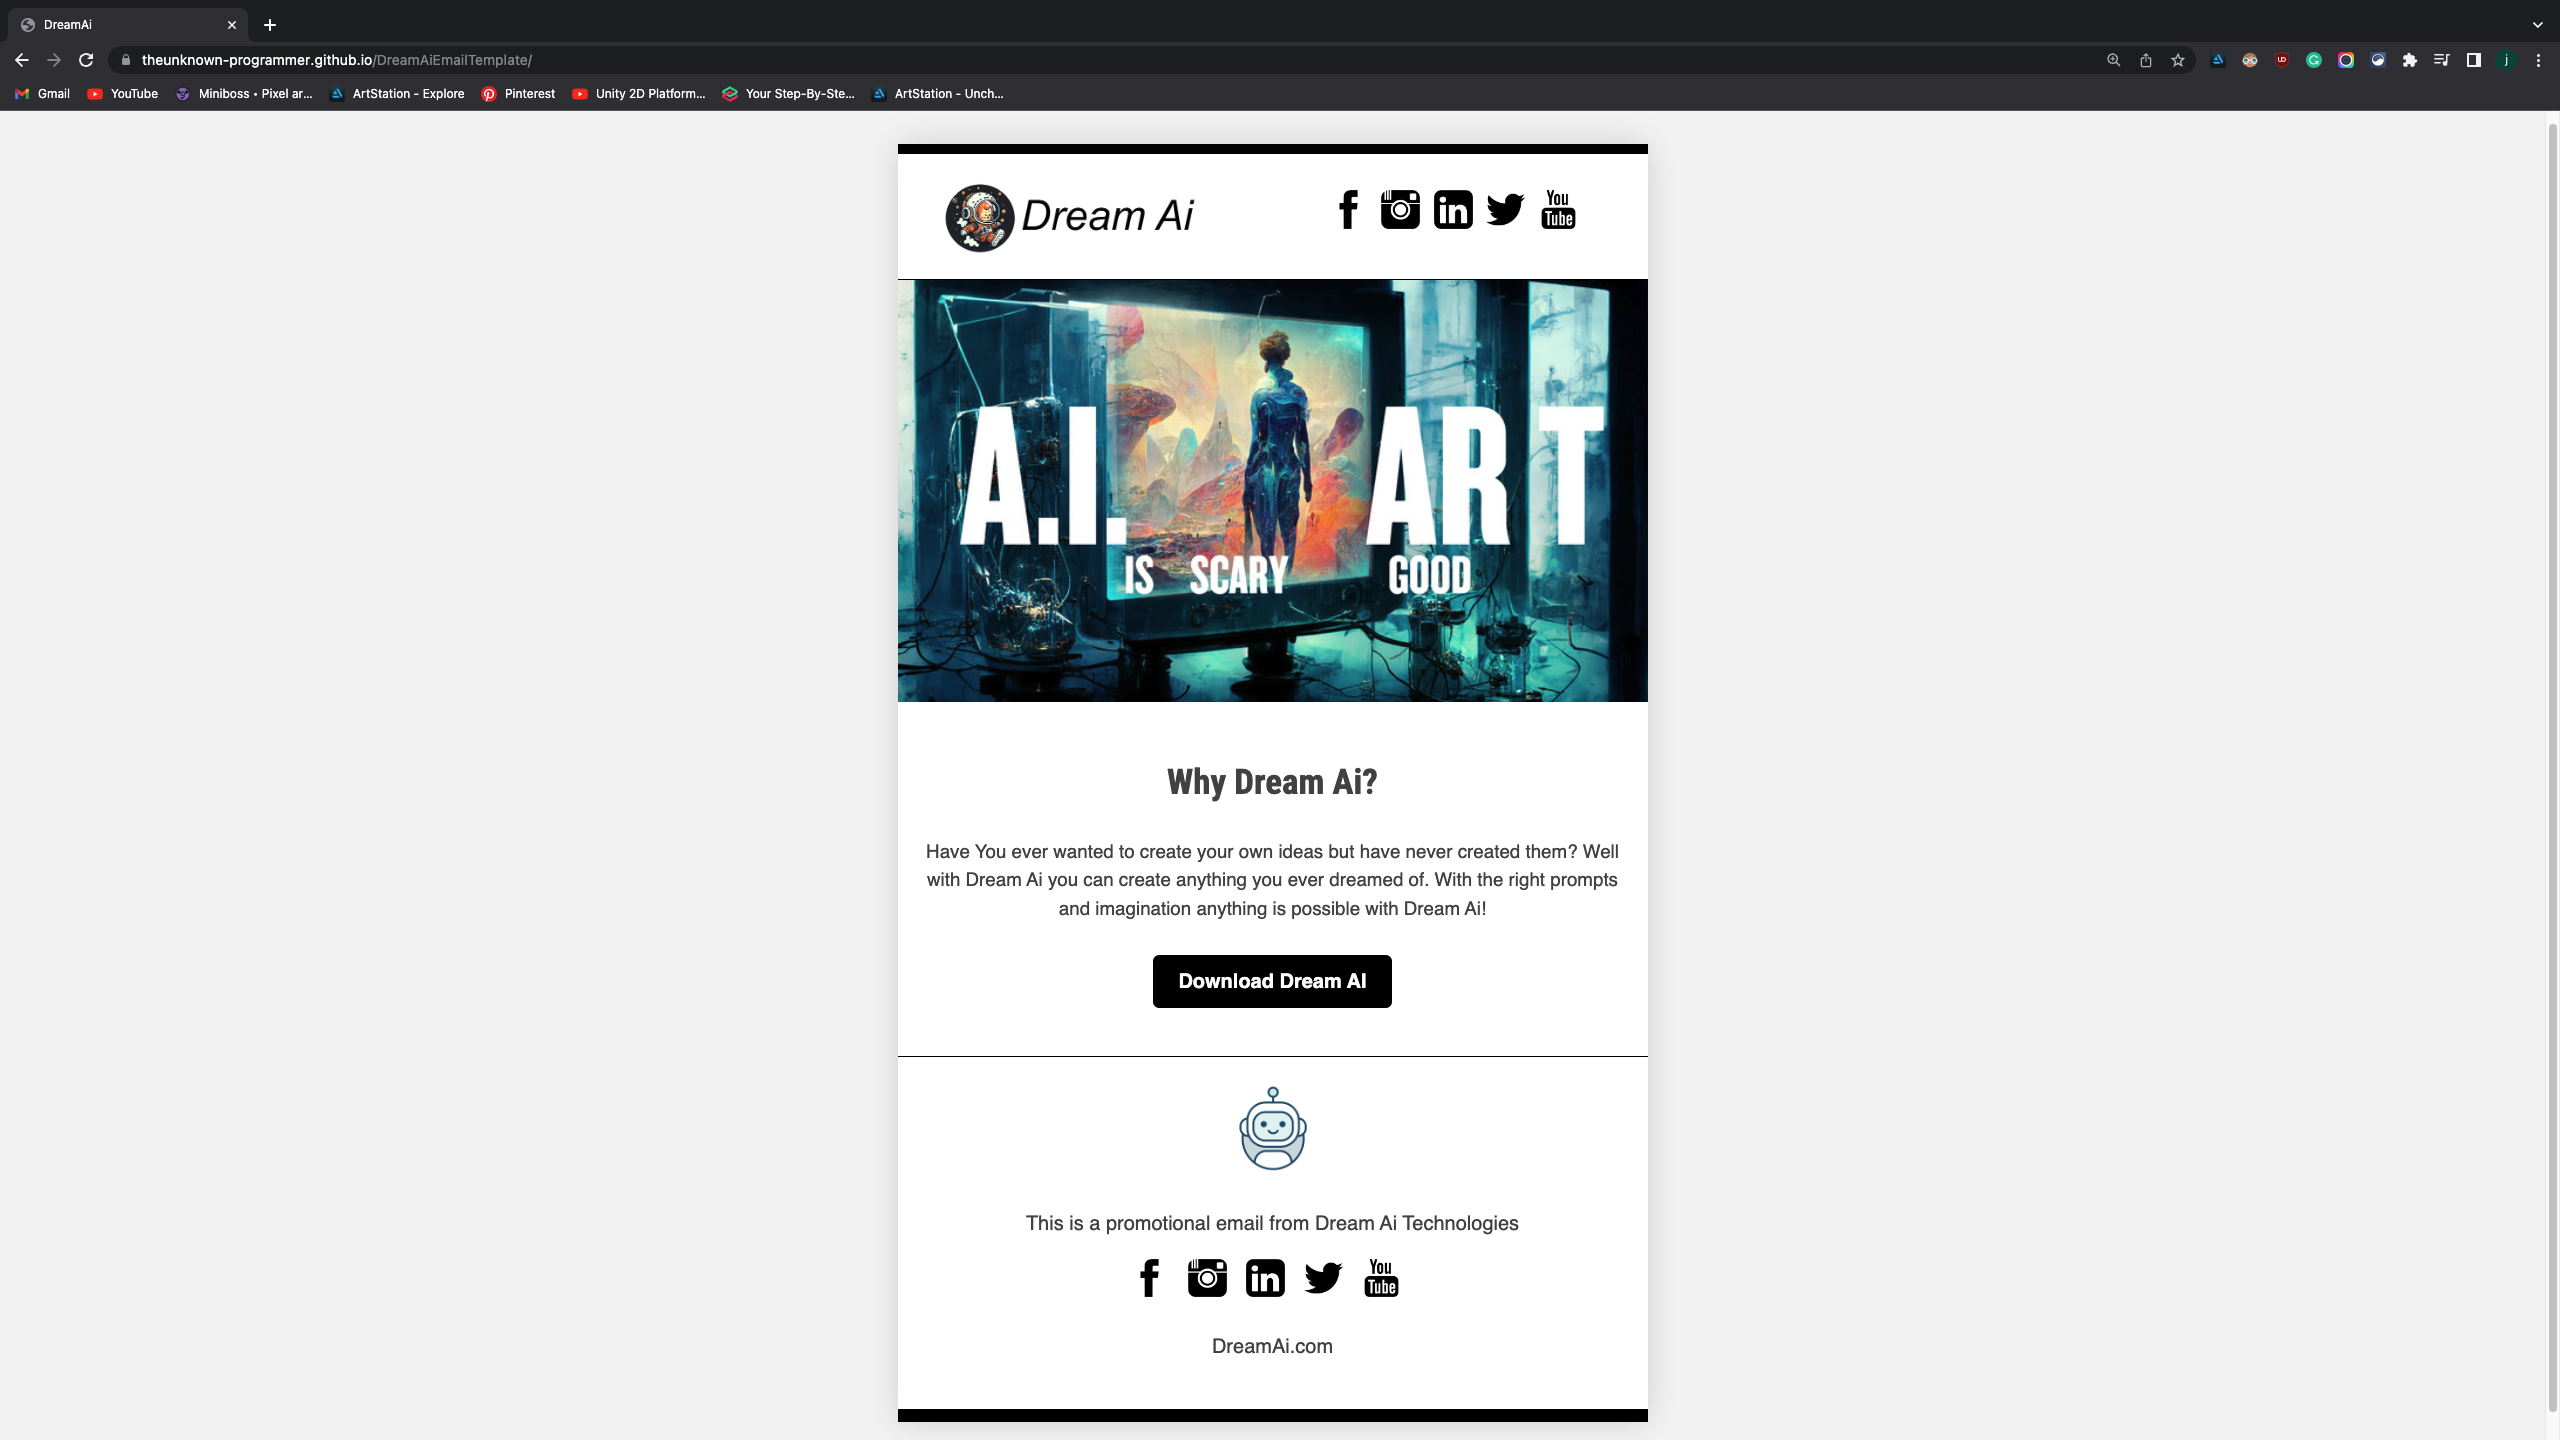 DreamAi
theunknown-programmer.github.io/DreamAiEmailTemplate/
j
Gmail YouTube Miniboss • Pixel ar... ArtStation - Explore Pinterest Unity 2D Platform... Your Step-By-Ste... ArtStation - Unch...
Dream Ai
You
Tube
A.I. ART
IS SCARY GOOD
Why Dream Ai?
Have You ever wanted to create your own ideas but have never created them? Well
with Dream Ai you can create anything you ever dreamed of. With the right prompts
and imagination anything is possible with Dream Ai!
Download Dream AI
This is a promotional email from Dream Ai Technologies
You
Tube
DreamAi.com